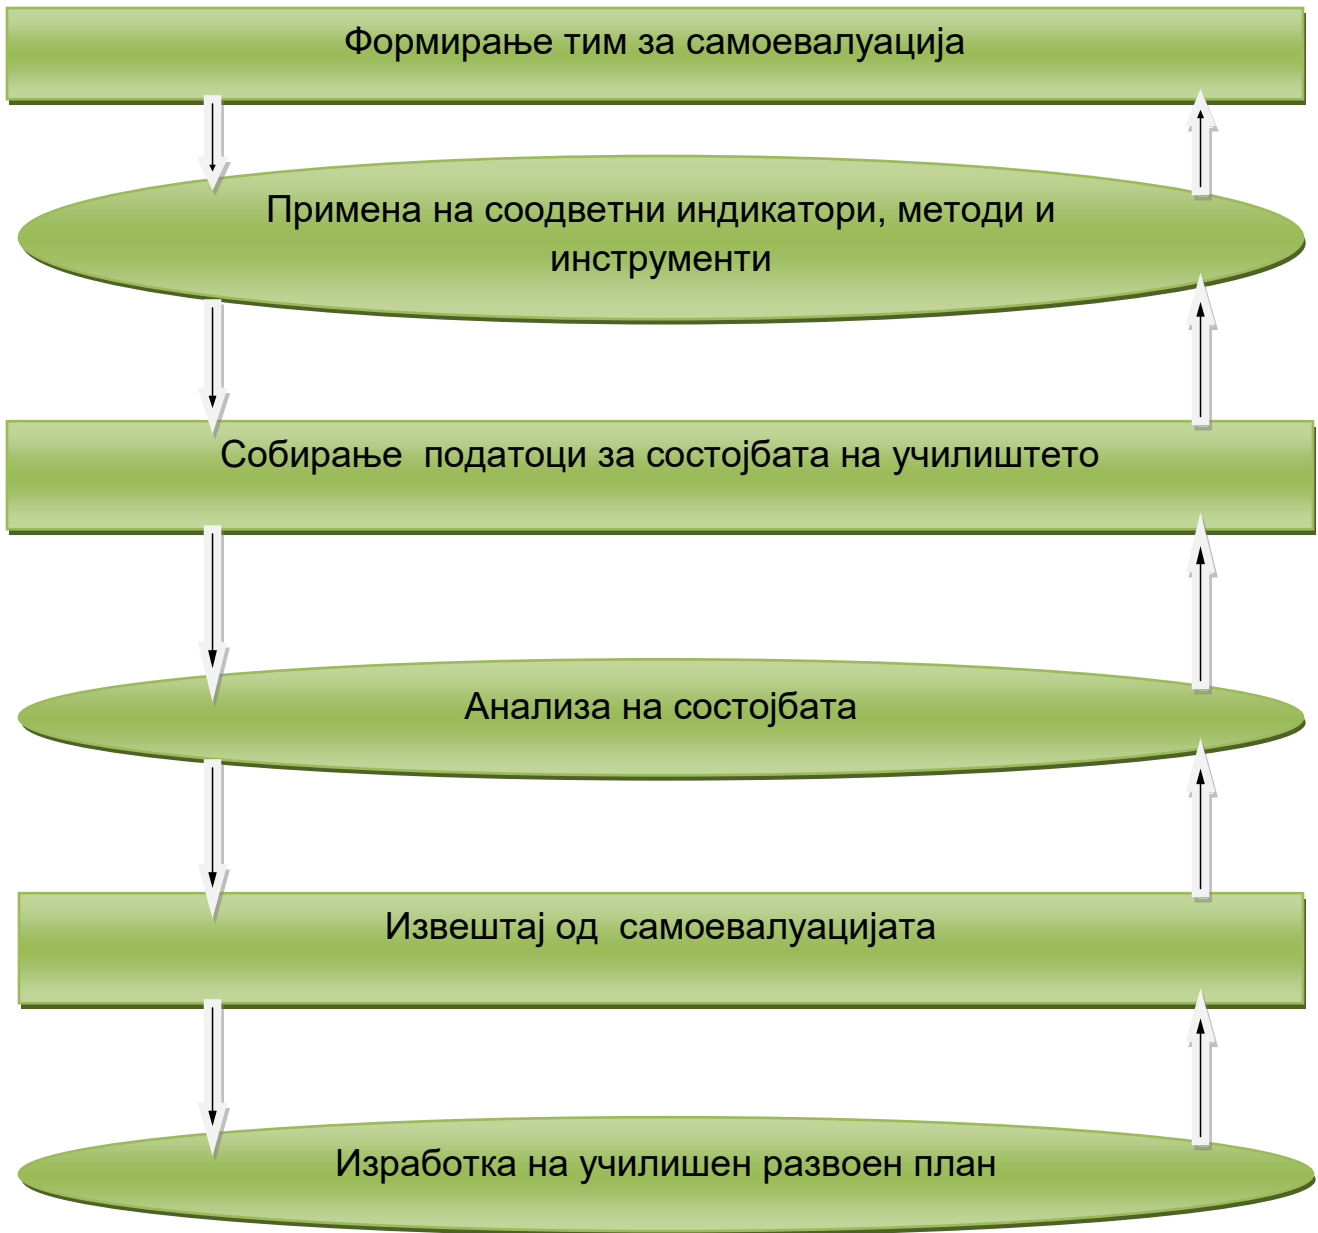 Формирање тим за самоевалуација
Примена на соодветни индикатори, методи и
инструменти
Собирање  податоци за состојбата на училиштето
Анализа на состојбата
Извештај од  самоевалуацијата
Изработка на училишен развоен план